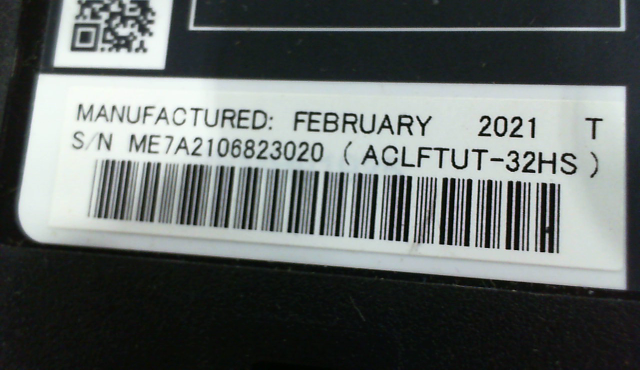 MANUFACTURED: FEBRUARY 2021 T
S/N ME7A2106823020 ( ACLFTUT-32HS )